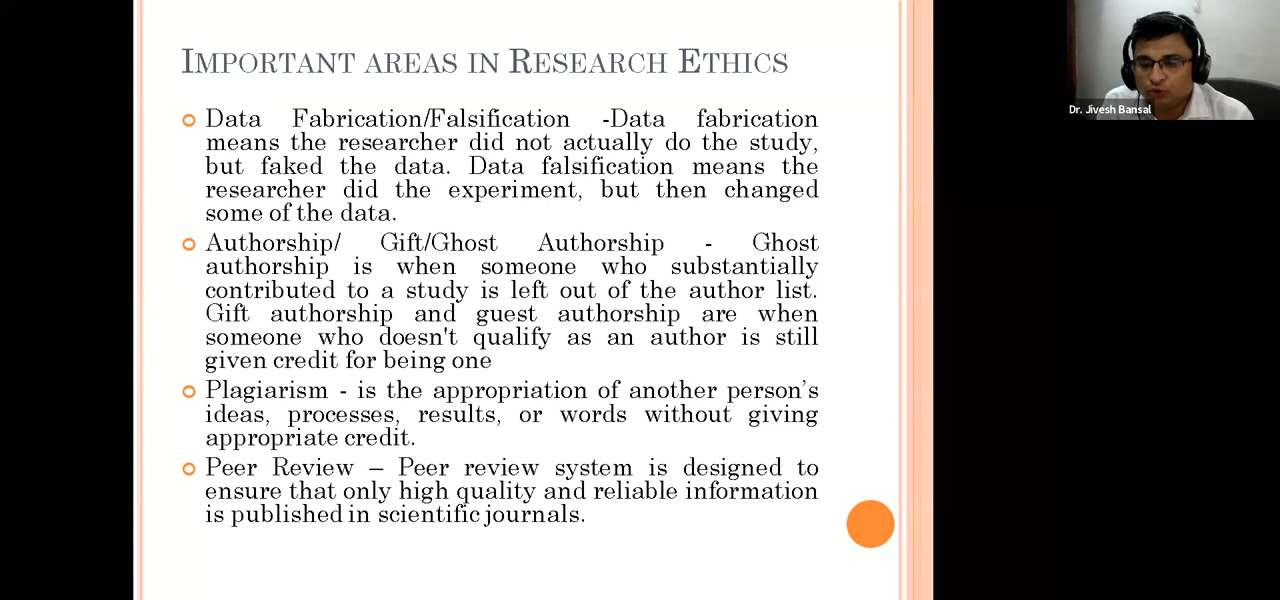 IMPORTANT AREAS IN RESEARCH ETHICS
Data Fabrication/Falsification -Data fabrication
means the researcher did not actually do the study,
but faked the data. Data falsification means the
researcher did the experiment, but then changed
some of the data.
Authorship/ Gift/Ghost Authorship - Ghost
authorship is when someone who substantially
contributed to a study is left out of the author list.
Gift authorship and guest authorship are when
someone who doesn't qualify as an author is still
given credit for being one
Plagiarism - is the appropriation of another person’s
ideas, processes, results, or words without giving
appropriate credit.
Peer Review – Peer review system is designed to
ensure that only high quality and reliable information
is published in scientific journals.
Dr. Jivesh Bansal